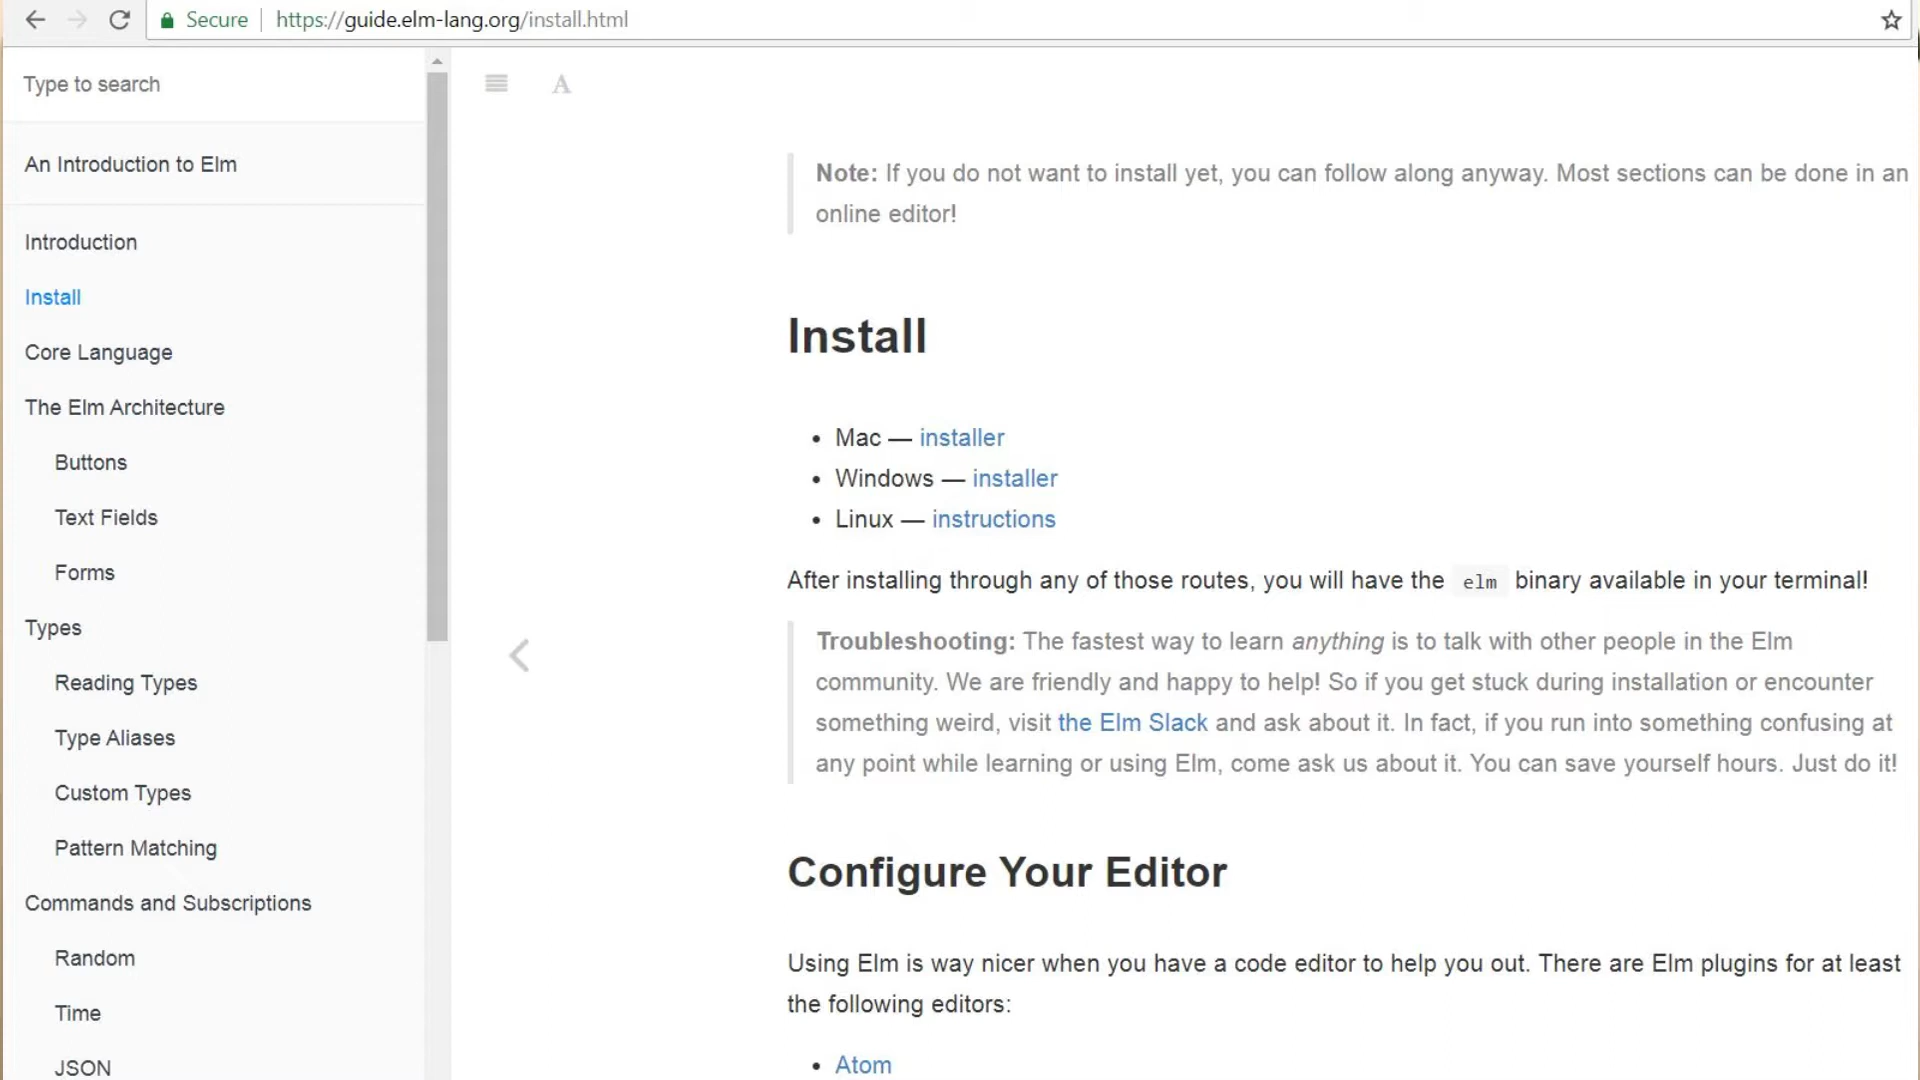 Secure
https://guide.elm-lang.org/install.html
Type to search
An Introduction to Elm
Introduction
Install
Core Language
The Elm Architecture
Buttons
Text Fields
Forms
Types
Reading Types
Type Aliases
Custom Types
Pattern Matching
Commands and Subscriptions
Random
Time
JSON
A
Note: If you do not want to install yet, you can follow along anyway. Most sections can be done in an
online editor!
Install
• Mac — installer
• Windows — installer
• Linux — instructions
After installing through any of those routes, you will have the elm binary available in your terminal!
Troubleshooting: The fastest way to learn anything is to talk with other people in the Elm
community. We are friendly and happy to help! So if you get stuck during installation or encounter
something weird, visit the Elm Slack and ask about it. In fact, if you run into something confusing at
any point while learning or using Elm, come ask us about it. You can save yourself hours. Just do it!
Configure Your Editor
Using Elm is way nicer when you have a code editor to help you out. There are Elm plugins for at least
the following editors:
• Atom